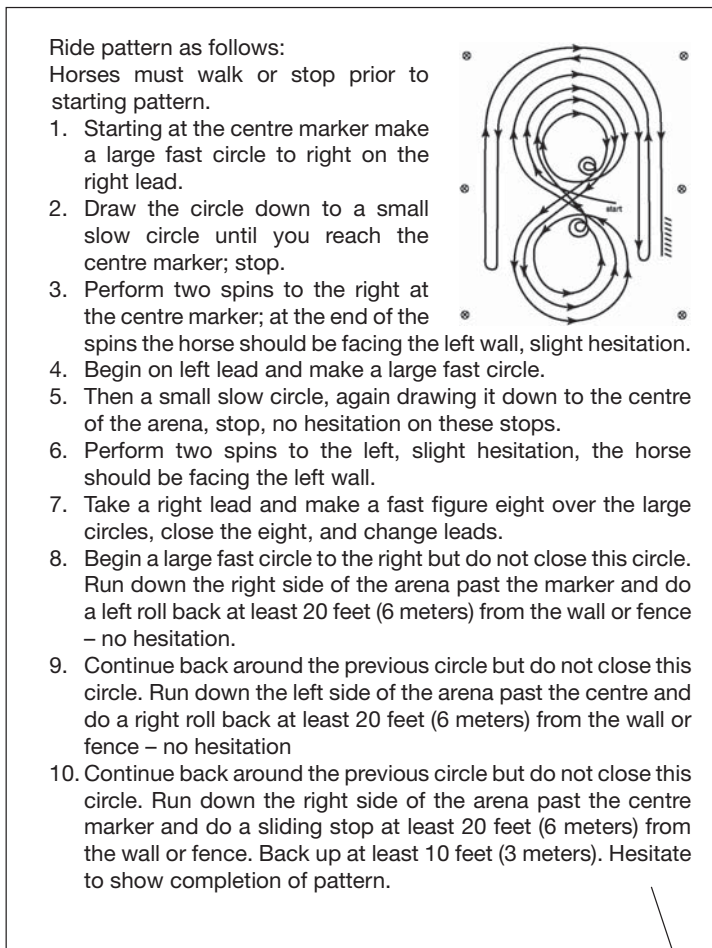 Ride pattern as follows:
Horses must walk or stop prior to
starting pattern.
1. Starting at the centre marker make
a large fast circle to right on the
right lead.
2. Draw the circle down to a small
slow circle until you reach the
centre marker; stop.
3. Perform two spins to the right at
the centre marker; at the end of the
spins the horse should be facing the left wall, slight hesitation.
4. Begin on left lead and make a large fast circle.
5. Then a small slow circle, again drawing it down to the centre
of the arena, stop, no hesitation on these stops.
6. Perform two spins to the left, slight hesitation, the horse
should be facing the left wall.
7. Take a right lead and make a fast figure eight over the large
circles, close the eight, and change leads.
8. Begin a large fast circle to the right but do not close this circle.
Run down the right side of the arena past the marker and do
a left roll back at least 20 feet (6 meters) from the wall or fence
– no hesitation.
9. Continue back around the previous circle but do not close this
circle. Run down the left side of the arena past the centre and
do a right roll back at least 20 feet (6 meters) from the wall or
fence – no hesitation
10. Continue back around the previous circle but do not close this
circle. Run down the right side of the arena past the centre
marker and do a sliding stop at least 20 feet (6 meters) from
the wall or fence. Back up at least 10 feet (3 meters). Hesitate
to show completion of pattern.
start